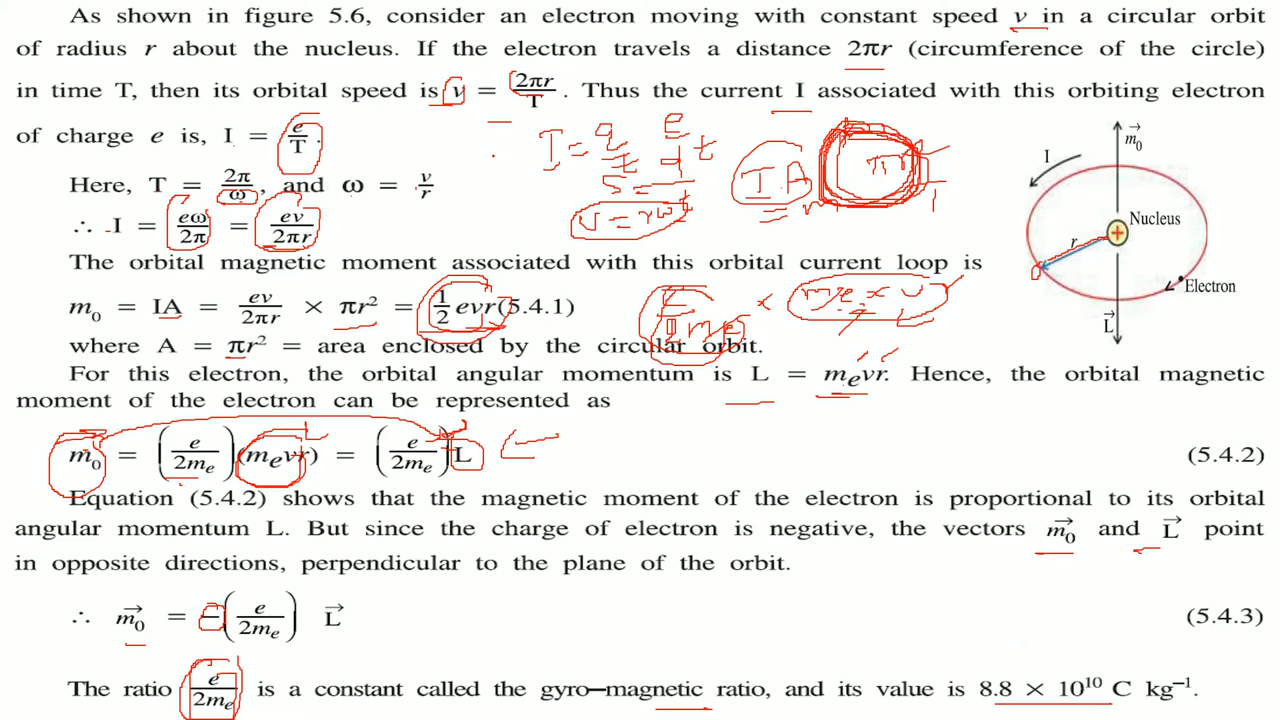 As shown in figure 5.6, consider an electron moving with constant speed v in a circular orbit
of radius r about the nucleus. If the electron travels a distance 2πr (circumference of the circle)
in time T, then its orbital speed is v = 2πr/T . Thus the current I associated with this orbiting electron
of charge e is, I = e/T .
Here, T = 2π/ω , and ω = v/r
∴ I = eω/2π = ev/2πr
The orbital magnetic moment associated with this orbital current loop is
m₀ = IA = ev/2πr × πr² = 1/2 evr(5.4.1)
where A = πr² = area enclosed by the circular orbit.
For this electron, the orbital angular momentum is L = mₑvr. Hence, the orbital magnetic
moment of the electron can be represented as
m₀ = (e/2mₑ)(mₑvr) = (e/2mₑ)L (5.4.2)
Equation (5.4.2) shows that the magnetic moment of the electron is proportional to its orbital
angular momentum L. But since the charge of electron is negative, the vectors m₀⃗ and L⃗ point
in opposite directions, perpendicular to the plane of the orbit.
∴ m₀⃗ = −(e/2mₑ) L⃗ (5.4.3)
The ratio e/2mₑ is a constant called the gyro−magnetic ratio, and its value is 8.8 × 10¹⁰ C kg⁻¹.
m₀⃗
I
Nucleus
+
r
Electron
L⃗
I = q/t
e
t
IA
πr²
v = rω